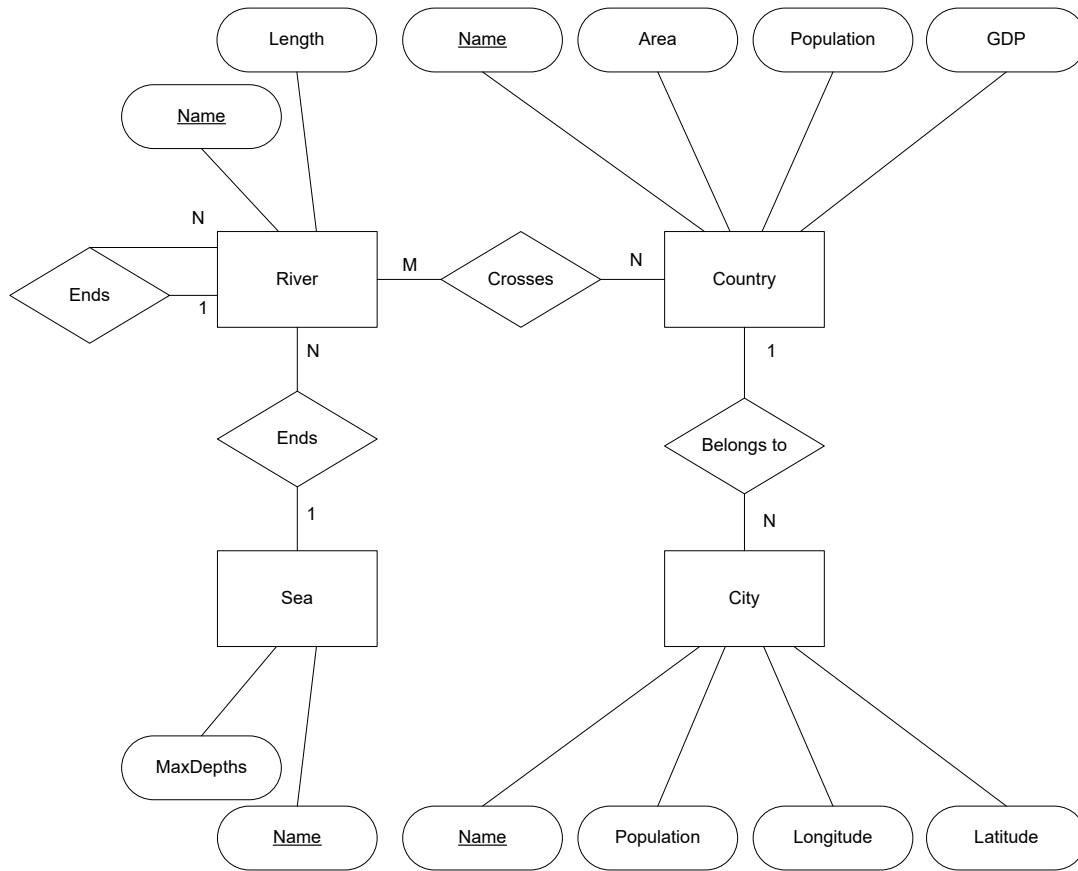 Length
Name
Area
Population
GDP
Name
N
Ends
1
River
M
Crosses
N
Country
N
1
Ends
Belongs to
1
N
Sea
City
MaxDepths
Name
Name
Population
Longitude
Latitude